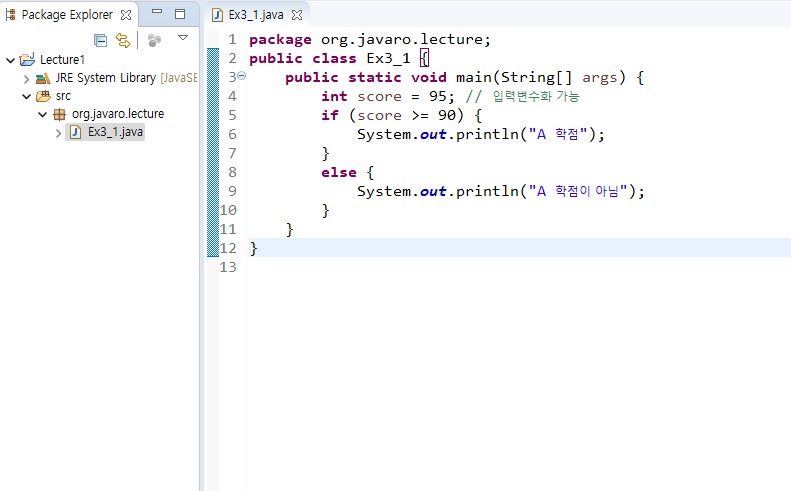 Package Explorer
Lecture1
JRE System Library [JavaSE
src
org.javaro.lecture
Ex3_1.java
Ex3_1.java
1 package org.javaro.lecture;
2 public class Ex3_1 {
3 public static void main(String[] args) {
4 int score = 95; // 입력변수화 가능
5 if (score >= 90) {
6 System.out.println("A 학점");
7 }
8 else {
9 System.out.println("A 학점이 아님");
10 }
11 }
12 }
13